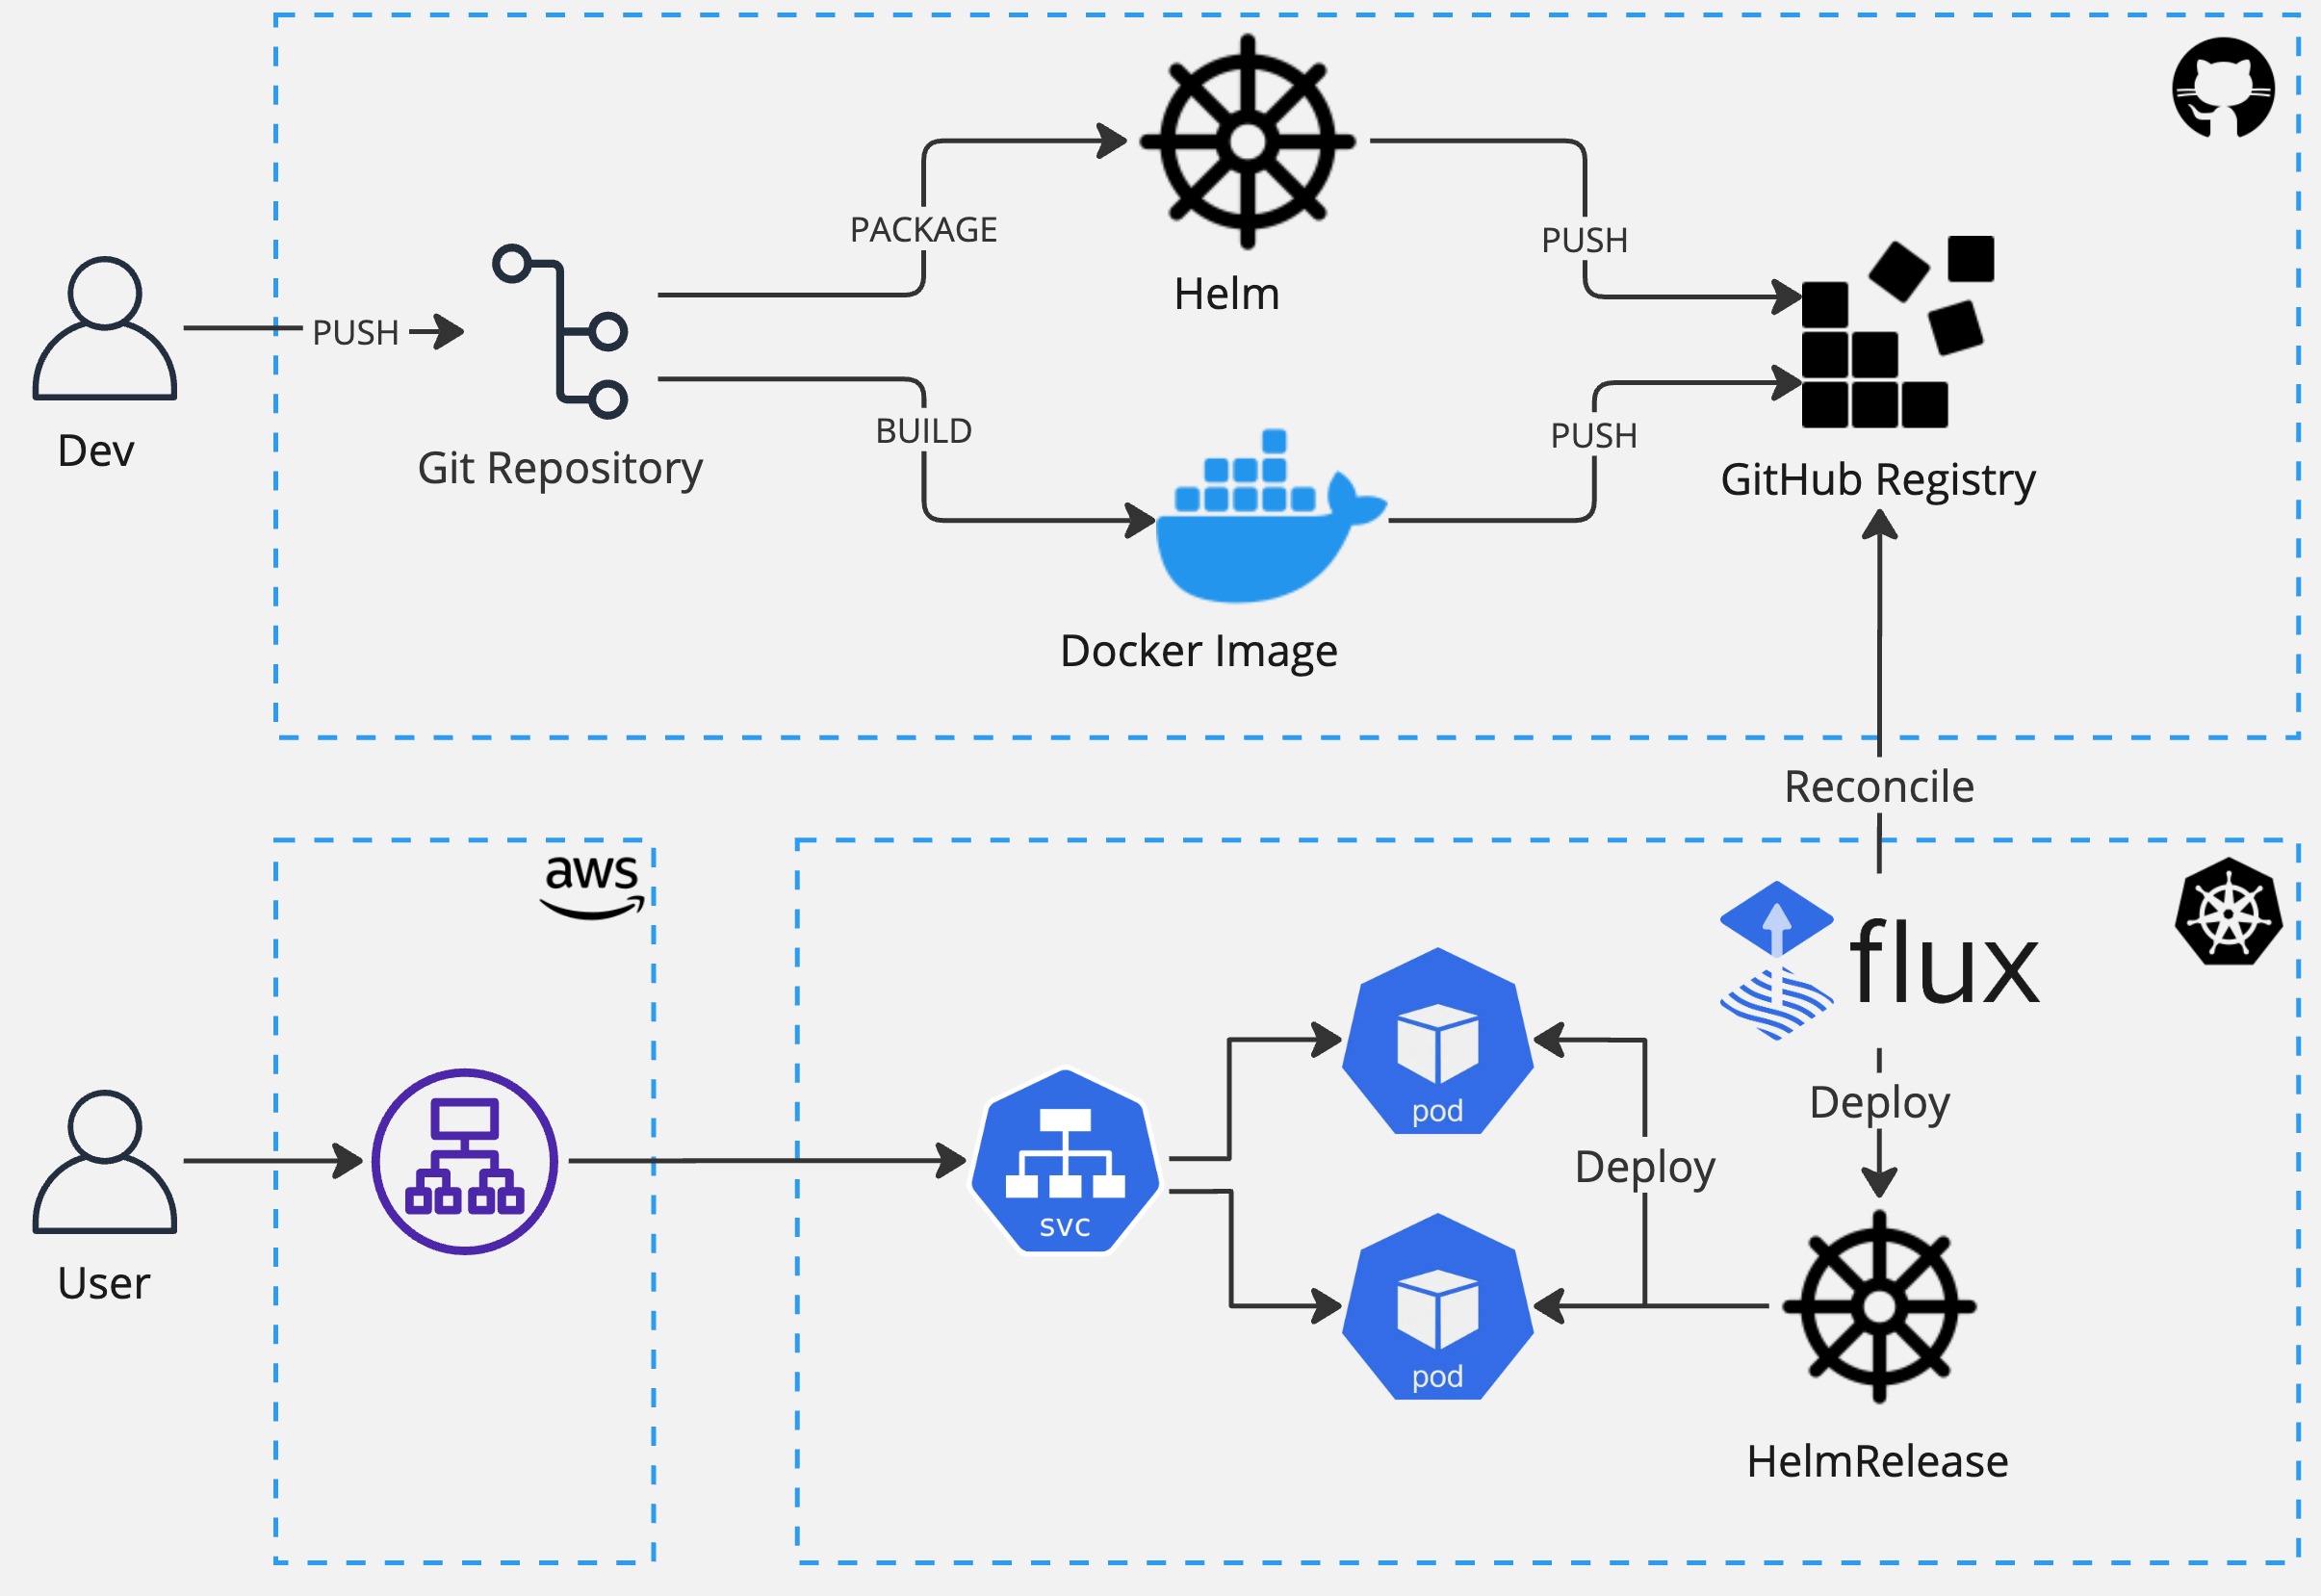 PACKAGE
PUSH
Helm
PUSH
Dev
Git Repository
BUILD
PUSH
GitHub Registry
Docker Image
Reconcile
aws
flux
pod
Deploy
Deploy
svc
User
pod
HelmRelease